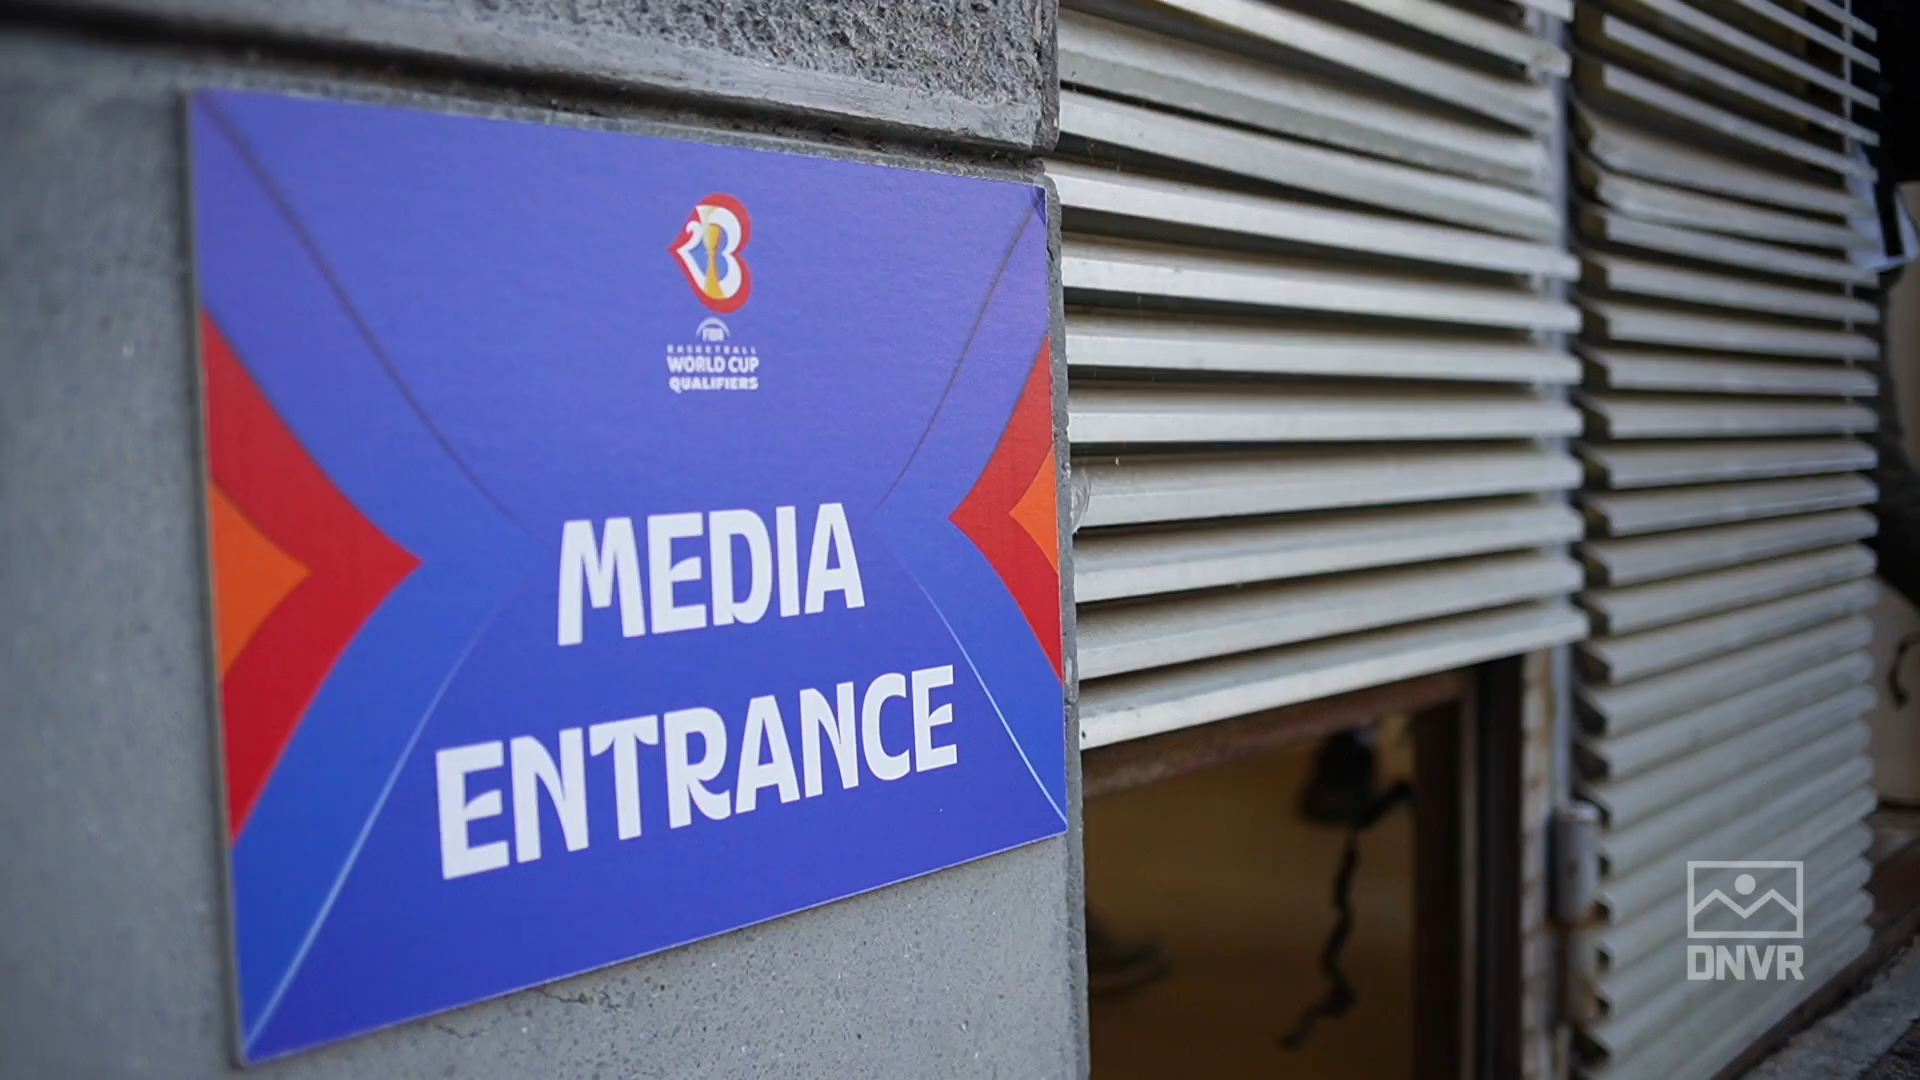 FIBA
BASKETBALL
WORLD CUP
QUALIFIERS
MEDIA
ENTRANCE
DNVR